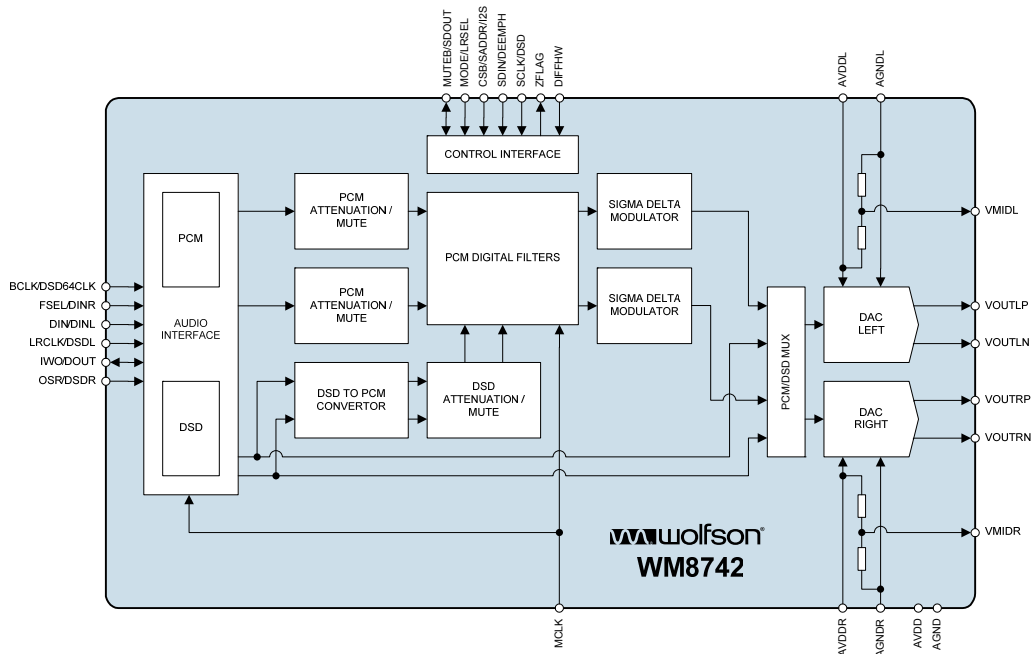 MUTEB/SDOUT
MODE/LRSEL
CSB/SADDR/I2S
SDIN/DEEMPH
SCLK/DSD
ZFLAG
DIFFHW
AVDDL
AGNDL
CONTROL INTERFACE
PCM
ATTENUATION /
MUTE
SIGMA DELTA
MODULATOR
PCM
PCM DIGITAL FILTERS
VMIDL
BCLK/DSD64CLK
FSEL/DINR
DIN/DINL
LRCLK/DSDL
IWO/DOUT
OSR/DSDR
AUDIO
INTERFACE
PCM
ATTENUATION /
MUTE
SIGMA DELTA
MODULATOR
PCM/DSD MUX
DAC
LEFT
VOUTLP
VOUTLN
DSD
DSD TO PCM
CONVERTOR
DSD
ATTENUATION /
MUTE
DAC
RIGHT
VOUTRP
VOUTRN
wolfson®
WM8742
VMIDR
MCLK
AVDDR
AGNDR
AVDD
AGND